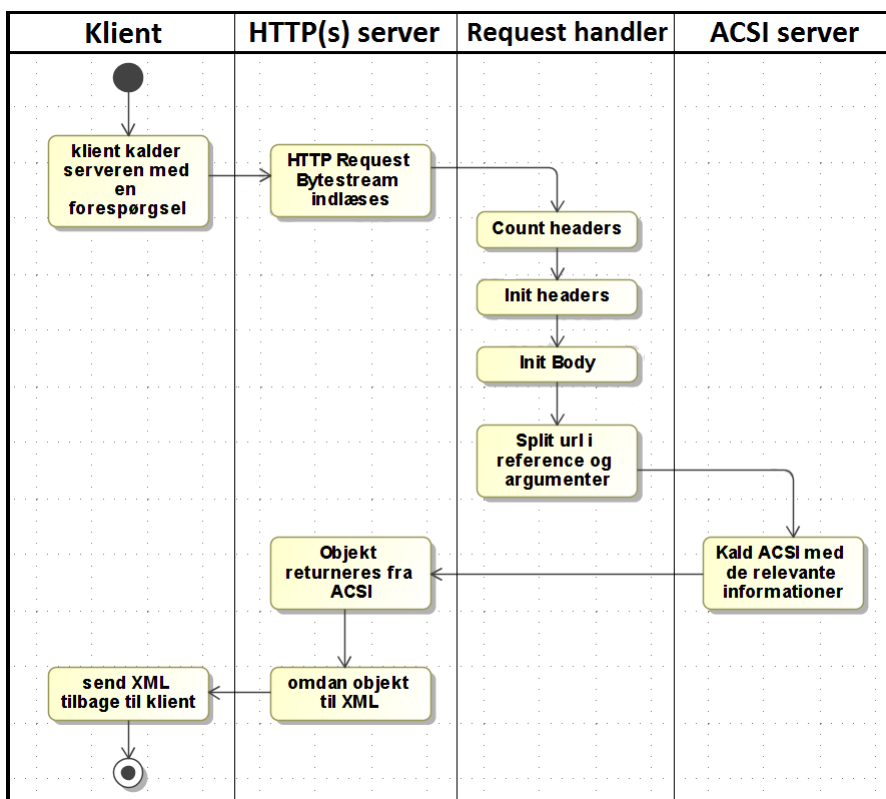 Klient
HTTP(s) server
Request handler
ACSI server
klient kalder
serveren med
en
forespørgsel
HTTP Request
Bytestream
indlæses
Count headers
Init headers
Init Body
Split url i
reference og
argumenter
Kald ACSI med
de relevante
informationer
Objekt
returneres fra
ACSI
omdan objekt
til XML
send XML
tilbage til klient